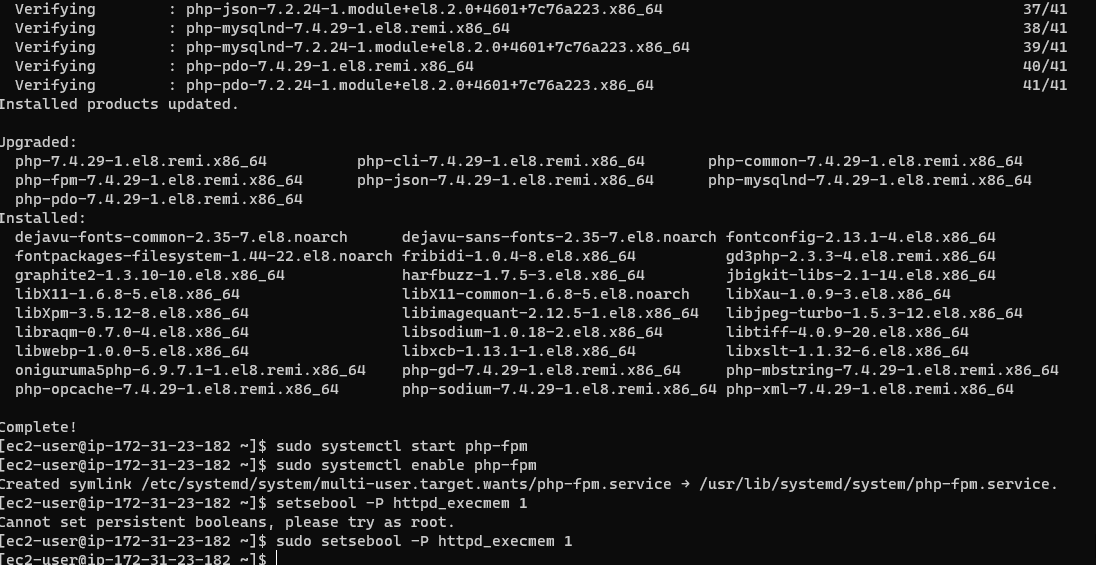 Verifying : php-json-7.2.24-1.module+el8.2.0+4601+7c76a223.x86_64 37/41
Verifying : php-mysqlnd-7.4.29-1.el8.remi.x86_64 38/41
Verifying : php-mysqlnd-7.2.24-1.module+el8.2.0+4601+7c76a223.x86_64 39/41
Verifying : php-pdo-7.4.29-1.el8.remi.x86_64 40/41
Verifying : php-pdo-7.2.24-1.module+el8.2.0+4601+7c76a223.x86_64 41/41
Installed products updated.
Upgraded:
php-7.4.29-1.el8.remi.x86_64 php-cli-7.4.29-1.el8.remi.x86_64 php-common-7.4.29-1.el8.remi.x86_64
php-fpm-7.4.29-1.el8.remi.x86_64 php-json-7.4.29-1.el8.remi.x86_64 php-mysqlnd-7.4.29-1.el8.remi.x86_64
php-pdo-7.4.29-1.el8.remi.x86_64
Installed:
dejavu-fonts-common-2.35-7.el8.noarch dejavu-sans-fonts-2.35-7.el8.noarch fontconfig-2.13.1-4.el8.x86_64
fontpackages-filesystem-1.44-22.el8.noarch fribidi-1.0.4-8.el8.x86_64 gd3php-2.3.3-4.el8.remi.x86_64
graphite2-1.3.10-10.el8.x86_64 harfbuzz-1.7.5-3.el8.x86_64 jbigkit-libs-2.1-14.el8.x86_64
libX11-1.6.8-5.el8.x86_64 libX11-common-1.6.8-5.el8.noarch libXau-1.0.9-3.el8.x86_64
libXpm-3.5.12-8.el8.x86_64 libimagequant-2.12.5-1.el8.x86_64 libjpeg-turbo-1.5.3-12.el8.x86_64
libraqm-0.7.0-4.el8.x86_64 libsodium-1.0.18-2.el8.x86_64 libtiff-4.0.9-20.el8.x86_64
libwebp-1.0.0-5.el8.x86_64 libxcb-1.13.1-1.el8.x86_64 libxslt-1.1.32-6.el8.x86_64
oniguruma5php-6.9.7.1-1.el8.remi.x86_64 php-gd-7.4.29-1.el8.remi.x86_64 php-mbstring-7.4.29-1.el8.remi.x86_64
php-opcache-7.4.29-1.el8.remi.x86_64 php-sodium-7.4.29-1.el8.remi.x86_64 php-xml-7.4.29-1.el8.remi.x86_64
Complete!
[ec2-user@ip-172-31-23-182 ~]$ sudo systemctl start php-fpm
[ec2-user@ip-172-31-23-182 ~]$ sudo systemctl enable php-fpm
Created symlink /etc/systemd/system/multi-user.target.wants/php-fpm.service → /usr/lib/systemd/system/php-fpm.service.
[ec2-user@ip-172-31-23-182 ~]$ setsebool -P httpd_execmem 1
Cannot set persistent booleans, please try as root.
[ec2-user@ip-172-31-23-182 ~]$ sudo setsebool -P httpd_execmem 1
[ec2-user@ip-172-31-23-182 ~]$